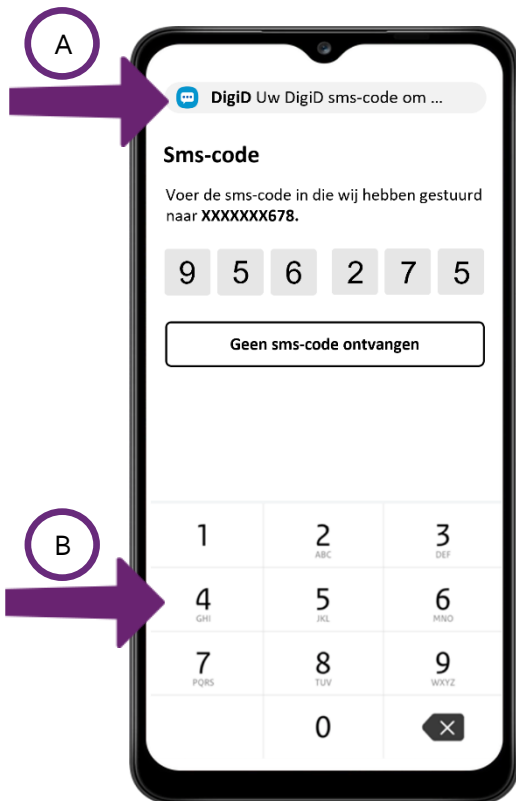 A
DigiD Uw DigiD sms-code om ...
Sms-code
Voer de sms-code in die wij hebben gestuurd
naar XXXXXXX678.
9 5 6 2 7 5
Geen sms-code ontvangen
B
1 2 3
ABC DEF
4 5 6
GHI JKL MNO
7 8 9
PQRS TUV WXYZ
0